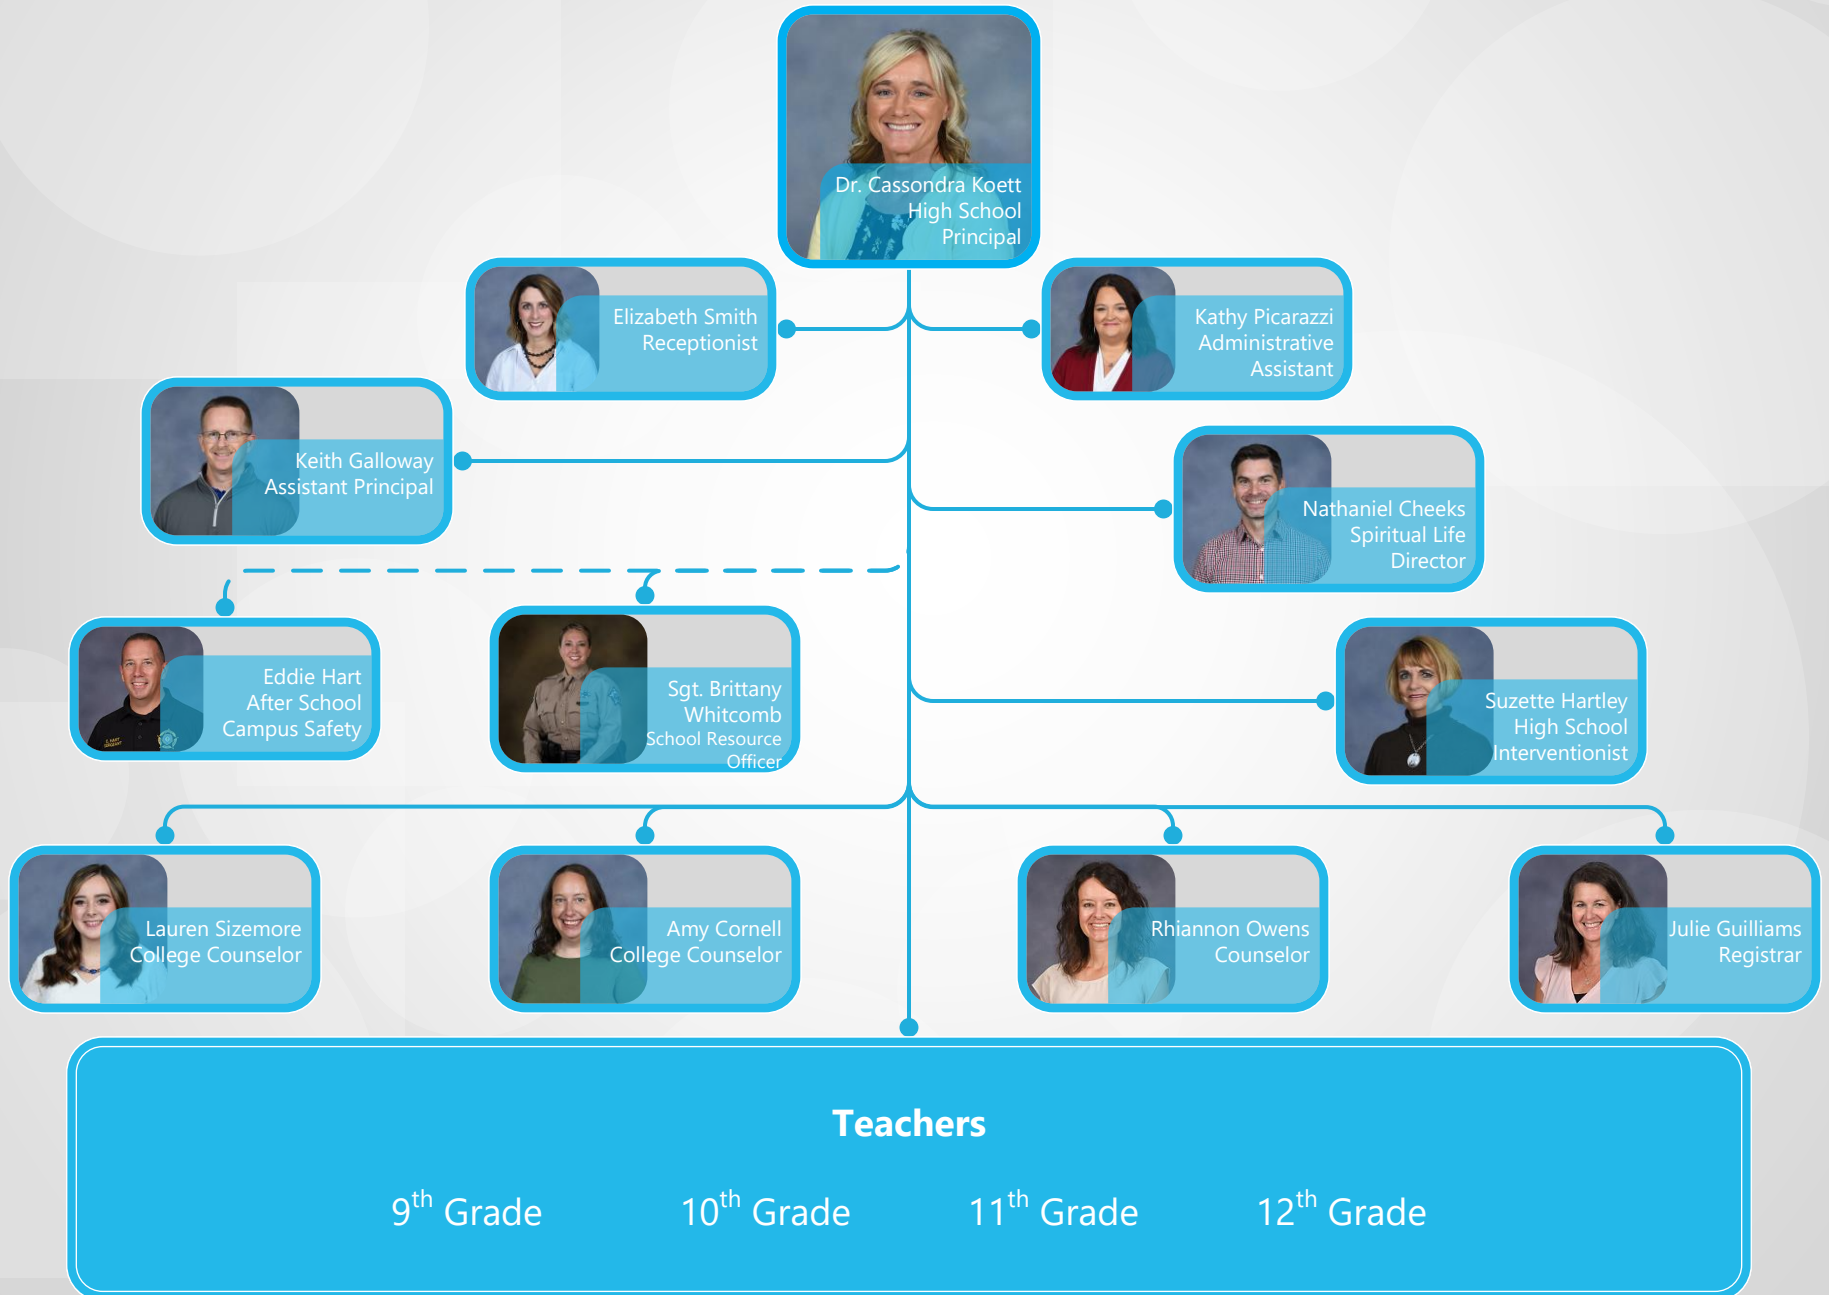 Dr. Cassondra Koett
High School
Principal
Elizabeth Smith
Receptionist
Kathy Picarazzi
Administrative
Assistant
Keith Galloway
Assistant Principal
Nathaniel Cheeks
Spiritual Life
Director
Eddie Hart
After School
Campus Safety
Sgt. Brittany
Whitcomb
School Resource
Officer
Suzette Hartley
High School
Interventionist
Lauren Sizemore
College Counselor
Amy Cornell
College Counselor
Rhiannon Owens
Counselor
Julie Guilliams
Registrar
Teachers
9th Grade
10th Grade
11th Grade
12th Grade